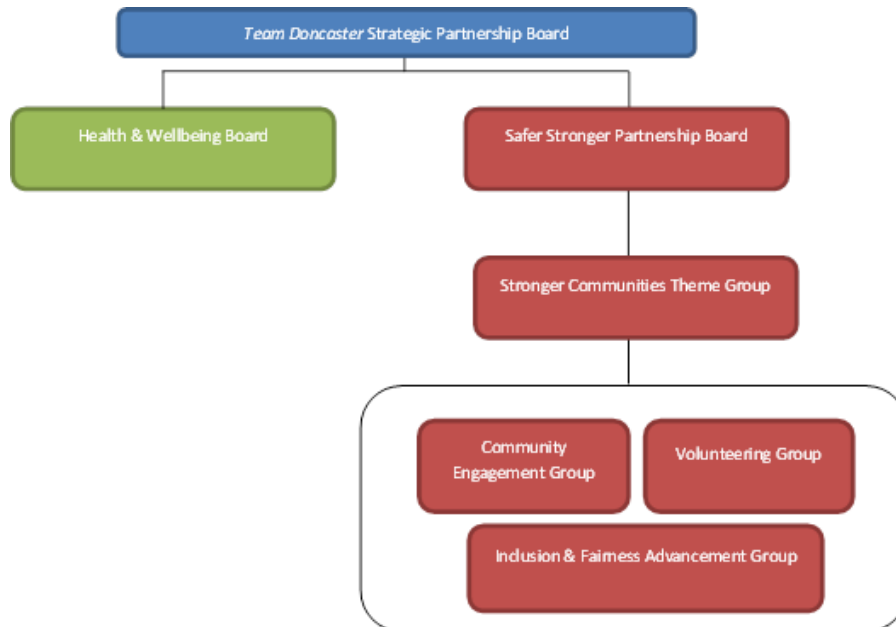 Team Doncaster Strategic Partnership Board
Health & Wellbeing Board
Safer Stronger Partnership Board
Stronger Communities Theme Group
Community
Engagement Group
Volunteering Group
Inclusion & Fairness Advancement Group